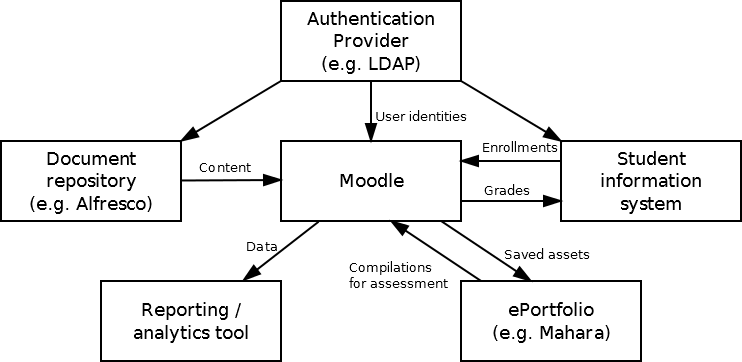 Authentication
Provider
(e.g. LDAP)
User identities
Document
repository
(e.g. Alfresco)
Content
Moodle
Enrollments
Grades
Student
information
system
Data
Compilations
for assessment
Saved assets
Reporting /
analytics tool
ePortfolio
(e.g. Mahara)